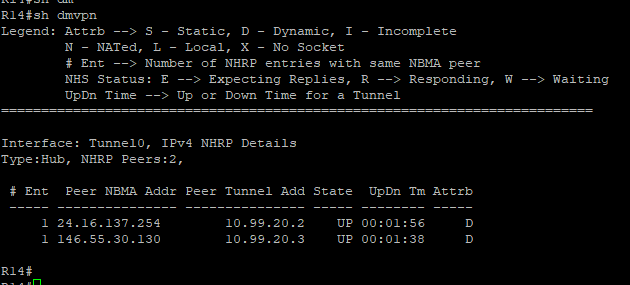 R14#sh dm
R14#sh dmvpn
Legend: Attrb --> S - Static, D - Dynamic, I - Incomplete
        N - NATed, L - Local, X - No Socket
        # Ent --> Number of NHRP entries with same NBMA peer
        NHS Status: E --> Expecting Replies, R --> Responding, W --> Waiting
        UpDn Time --> Up or Down Time for a Tunnel
==========================================================================

Interface: Tunnel0, IPv4 NHRP Details
Type:Hub, NHRP Peers:2,

 # Ent  Peer NBMA Addr Peer Tunnel Add State  UpDn Tm Attrb
 ----- --------------- --------------- ----- -------- -----
     1 24.16.137.254        10.99.20.2    UP 00:01:56     D
     1 146.55.30.130        10.99.20.3    UP 00:01:38     D

R14#
R14#